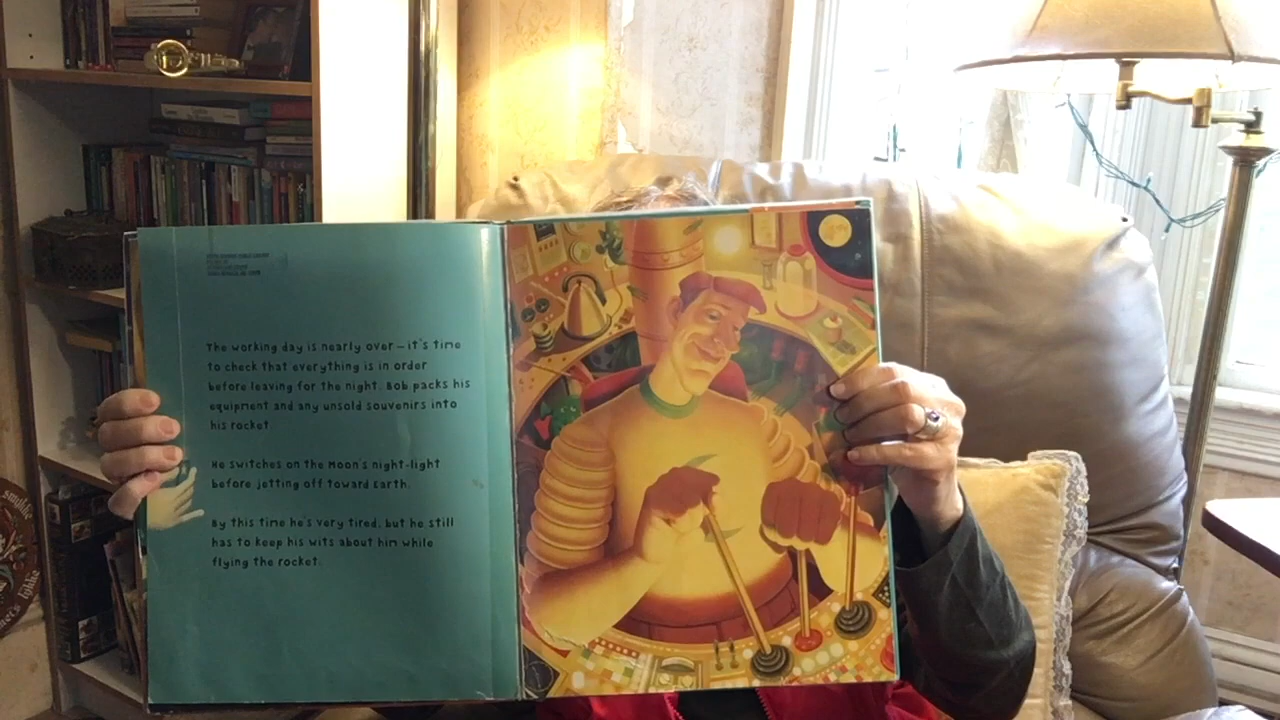 The working day is nearly over – it's time
to check that everything is in order
before leaving for the night. Bob packs his
equipment and any unsold souvenirs into
his rocket.
He switches on the Moon's night-light
before jetting off toward Earth.
By this time he's very tired, but he still
has to keep his wits about him while
flying the rocket.